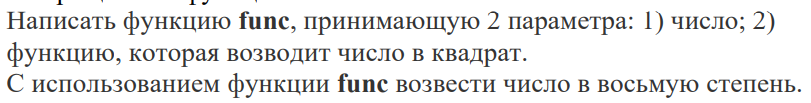 Написать функцию func, принимающую 2 параметра: 1) число; 2)
функцию, которая возводит число в квадрат.
С использованием функции func возвести число в восьмую степень.